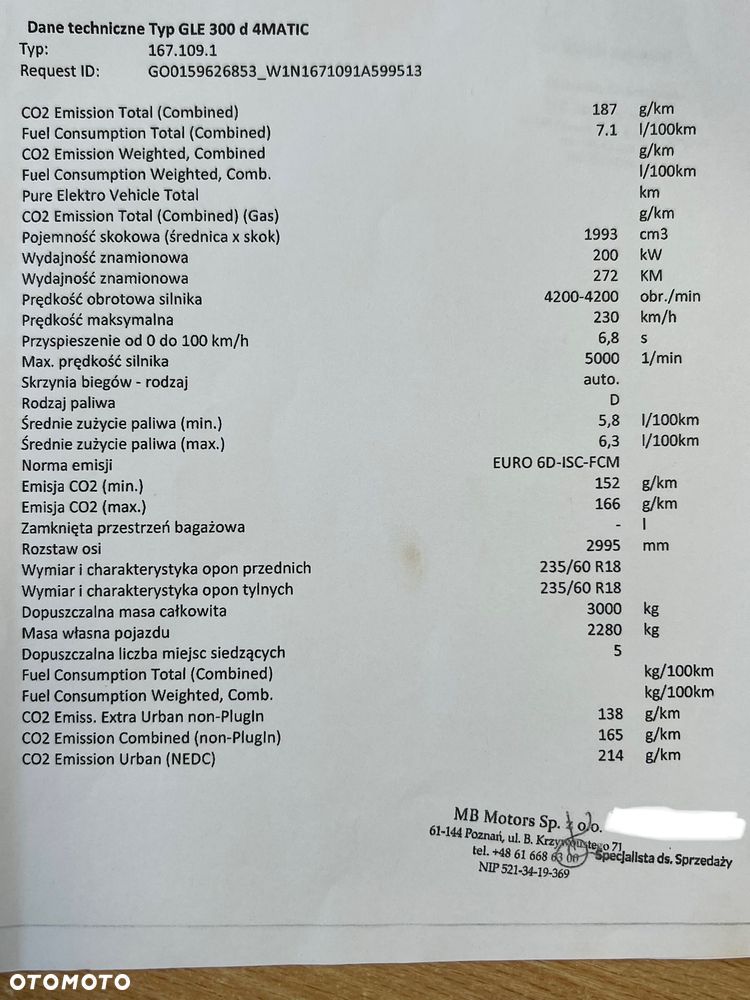 Dane techniczne Typ GLE 300 d 4MATIC
Typ: 167.109.1
Request ID: GO0159626853_W1N1671091A599513
CO2 Emission Total (Combined) 187 g/km
Fuel Consumption Total (Combined) 7.1 l/100km
CO2 Emission Weighted, Combined g/km
Fuel Consumption Weighted, Comb. l/100km
Pure Elektro Vehicle Total km
CO2 Emission Total (Combined) (Gas) g/km
Pojemność skokowa (średnica x skok) 1993 cm3
Wydajność znamionowa 200 kW
Wydajność znamionowa 272 KM
Prędkość obrotowa silnika 4200-4200 obr./min
Prędkość maksymalna 230 km/h
Przyspieszenie od 0 do 100 km/h 6,8 s
Max. prędkość silnika 5000 1/min
Skrzynia biegów - rodzaj auto.
Rodzaj paliwa D
Średnie zużycie paliwa (min.) 5,8 l/100km
Średnie zużycie paliwa (max.) 6,3 l/100km
Norma emisji EURO 6D-ISC-FCM
Emisja CO2 (min.) 152 g/km
Emisja CO2 (max.) 166 g/km
Zamknięta przestrzeń bagażowa - l
Rozstaw osi 2995 mm
Wymiar i charakterystyka opon przednich 235/60 R18
Wymiar i charakterystyka opon tylnych 235/60 R18
Dopuszczalna masa całkowita 3000 kg
Masa własna pojazdu 2280 kg
Dopuszczalna liczba miejsc siedzących 5
Fuel Consumption Total (Combined) kg/100km
Fuel Consumption Weighted, Comb. kg/100km
CO2 Emiss. Extra Urban non-PlugIn 138 g/km
CO2 Emission Combined (non-PlugIn) 165 g/km
CO2 Emission Urban (NEDC) 214 g/km
MB Motors Sp. z o.o.
61-144 Poznań, ul. B. Krzywoustego 71
tel. +48 61 668 63 00 Specjalista ds. Sprzedaży
NIP 521-34-19-369
OTOMOTO